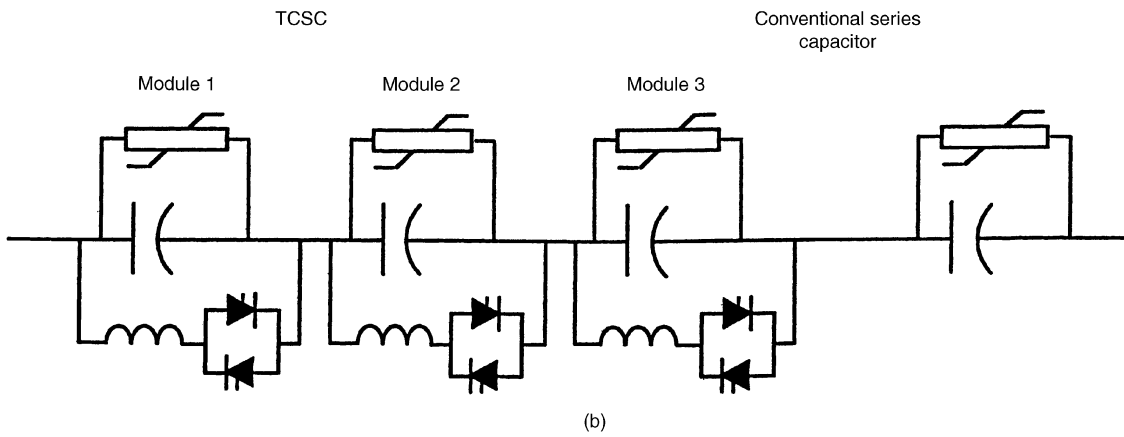 TCSC
Conventional series
capacitor
Module 1
Module 2
Module 3
(b)